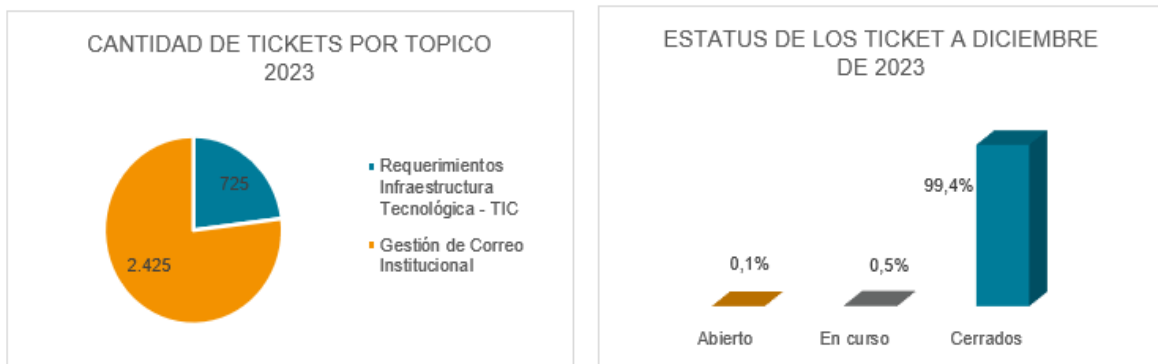 CANTIDAD DE TICKETS POR TOPICO
2023
725
2.425
Requerimientos
Infraestructura
Tecnológica - TIC
Gestión de Correo
Institucional
ESTATUS DE LOS TICKET A DICIEMBRE
DE 2023
0,1%
0,5%
99,4%
Abierto
En curso
Cerrados